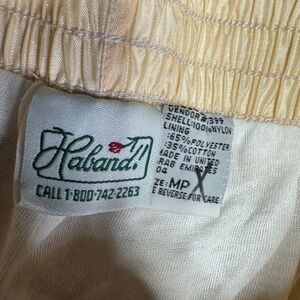 Haband!!
CALL 1-800-742-2263
VENDOR# 399
SHELL:100%NYLON
LINING
:65%POLYESTER
:35%COTTON
MADE IN UNITED
ARAB EMIRATES
04
ZE: MP X
E REVERSE FOR CARE